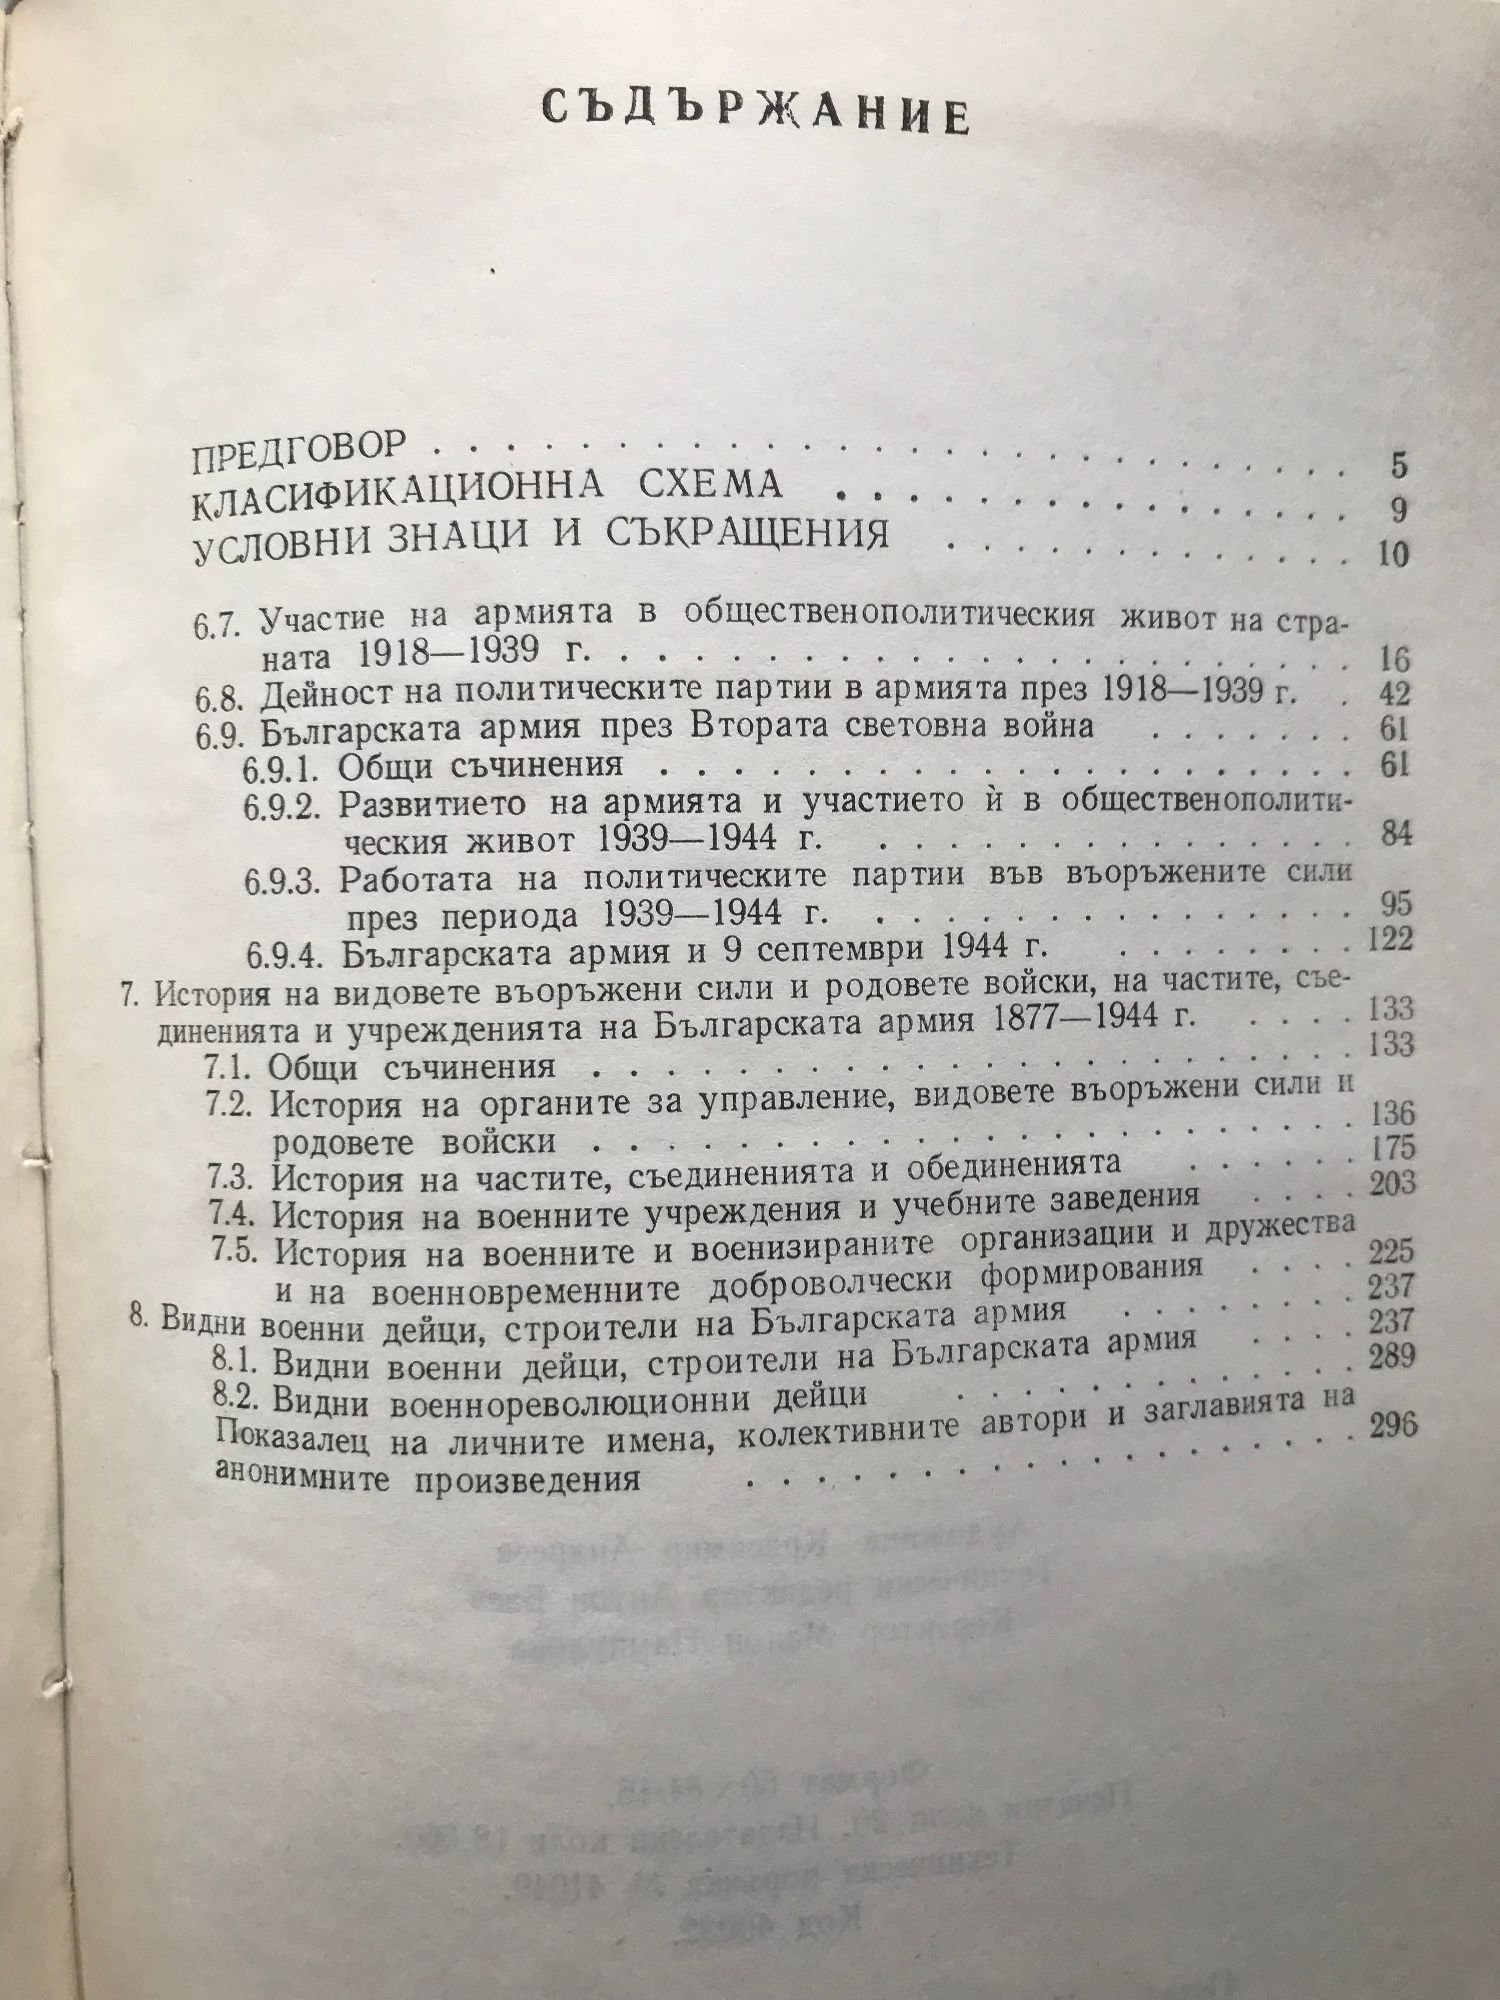 СЪДЪРЖАНИЕ
ПРЕДГОВОР . . . . . . . . . . . . . . . . . . . . . . . . . 5
КЛАСИФИКАЦИОННА СХЕМА . . . . . . . . . . . . . . 9
УСЛОВНИ ЗНАЦИ И СЪКРАЩЕНИЯ . . . . . . . . . . . 10
6.7. Участие на армията в общественополитическия живот на стра-
ната 1918—1939 г. . . . . . . . . . . . . . . . . . . . . 16
6.8. Дейност на политическите партии в армията през 1918—1939 г. . 42
6.9. Българската армия през Втората световна война . . . . . . . 61
6.9.1. Общи съчинения . . . . . . . . . . . . . . . . . . . 61
6.9.2. Развитието на армията и участието ѝ в общественополити-
ческия живот 1939—1944 г. . . . . . . . . . . . . . . 84
6.9.3. Работата на политическите партии във въоръжените сили
през периода 1939—1944 г. . . . . . . . . . . . . . . 95
6.9.4. Българската армия и 9 септември 1944 г. . . . . . . . 122
7. История на видовете въоръжени сили и родовете войски, на частите, съе-
диненията и учрежденията на Българската армия 1877—1944 г. . . . . 133
7.1. Общи съчинения . . . . . . . . . . . . . . . . . . . . . 133
7.2. История на органите за управление, видовете въоръжени сили и
родовете войски . . . . . . . . . . . . . . . . . . . . . 136
7.3. История на частите, съединенията и обединенията . . . . . . 175
7.4. История на военните учреждения и учебните заведения . . . . 203
7.5. История на военните и военизираните организации и дружества
и на военновременните доброволчески формирования . . . . 225
8. Видни военни дейци, строители на Българската армия . . . . . . . 237
8.1. Видни военни дейци, строители на Българската армия . . . . 237
8.2. Видни военнореволюционни дейци . . . . . . . . . . . . 289
Показалец на личните имена, колективните автори и заглавията на
анонимните произведения . . . . . . . . . . . . . . . . . 296